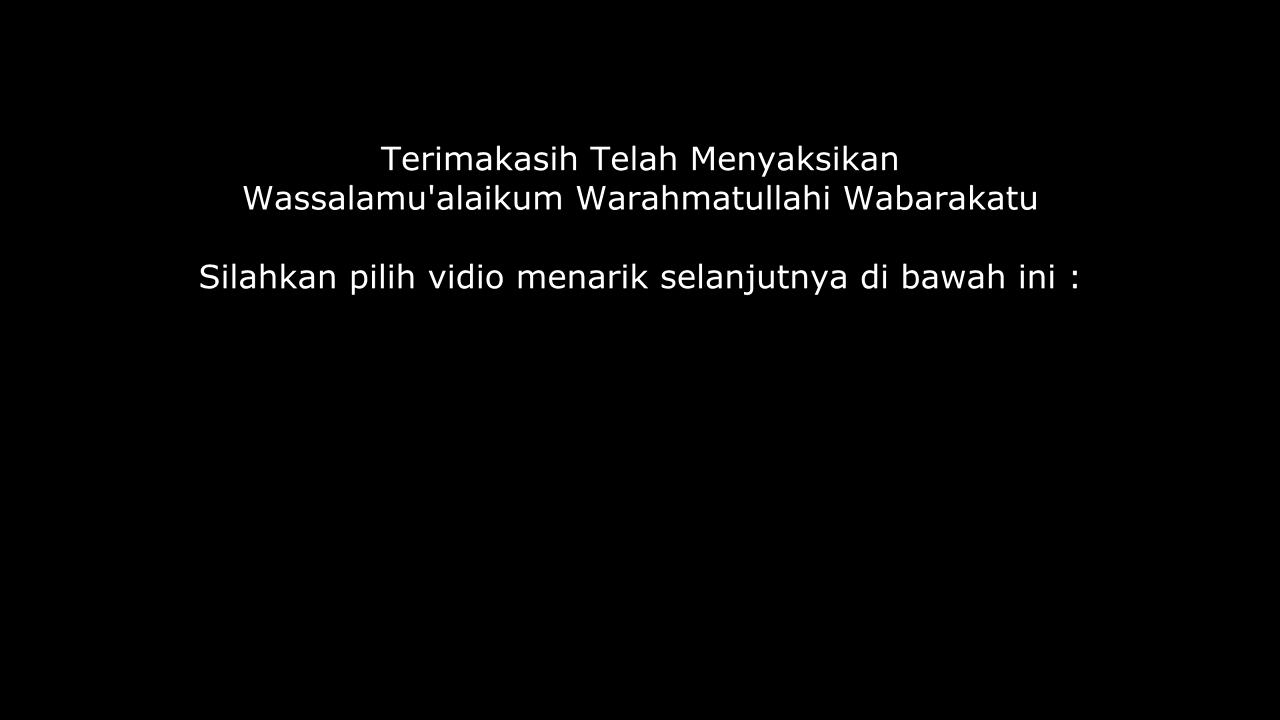 Terimakasih Telah Menyaksikan
Wassalamu'alaikum Warahmatullahi Wabarakatu
Silahkan pilih vidio menarik selanjutnya di bawah ini :